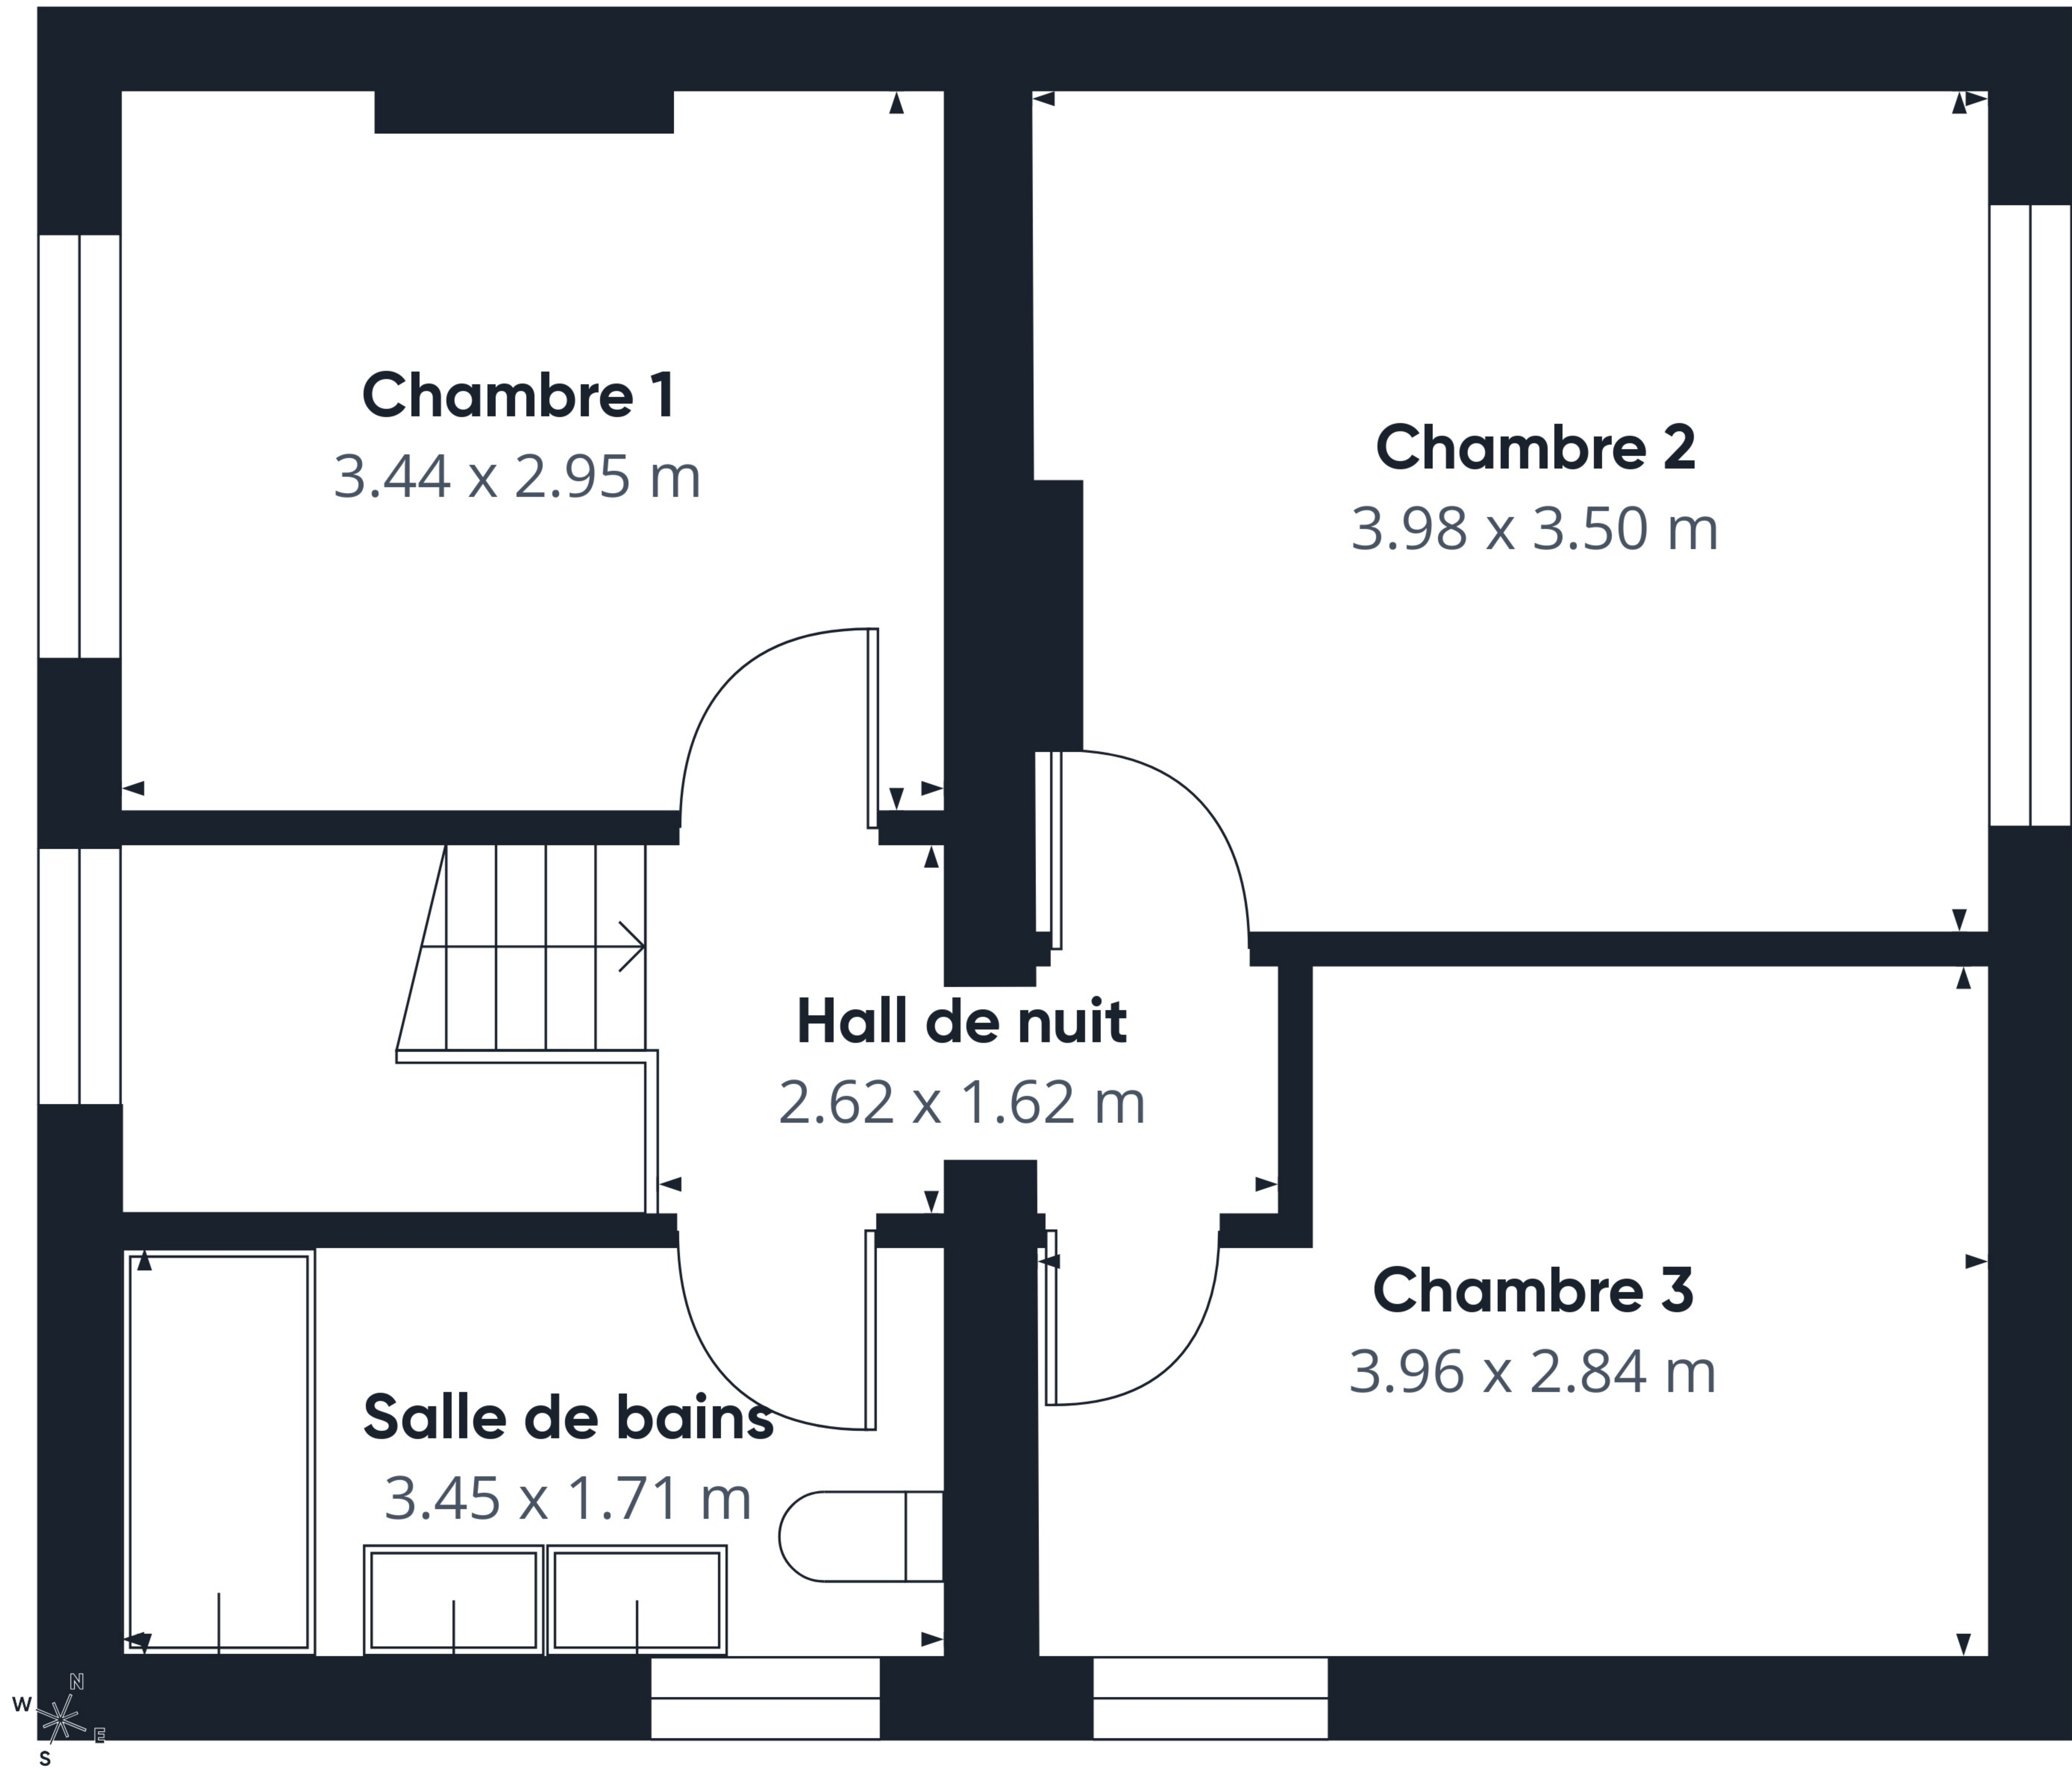 Chambre 1
3.44 x 2.95 m
Chambre 2
3.98 x 3.50 m
Hall de nuit
2.62 x 1.62 m
Chambre 3
3.96 x 2.84 m
Salle de bains
3.45 x 1.71 m
N
W
E
S